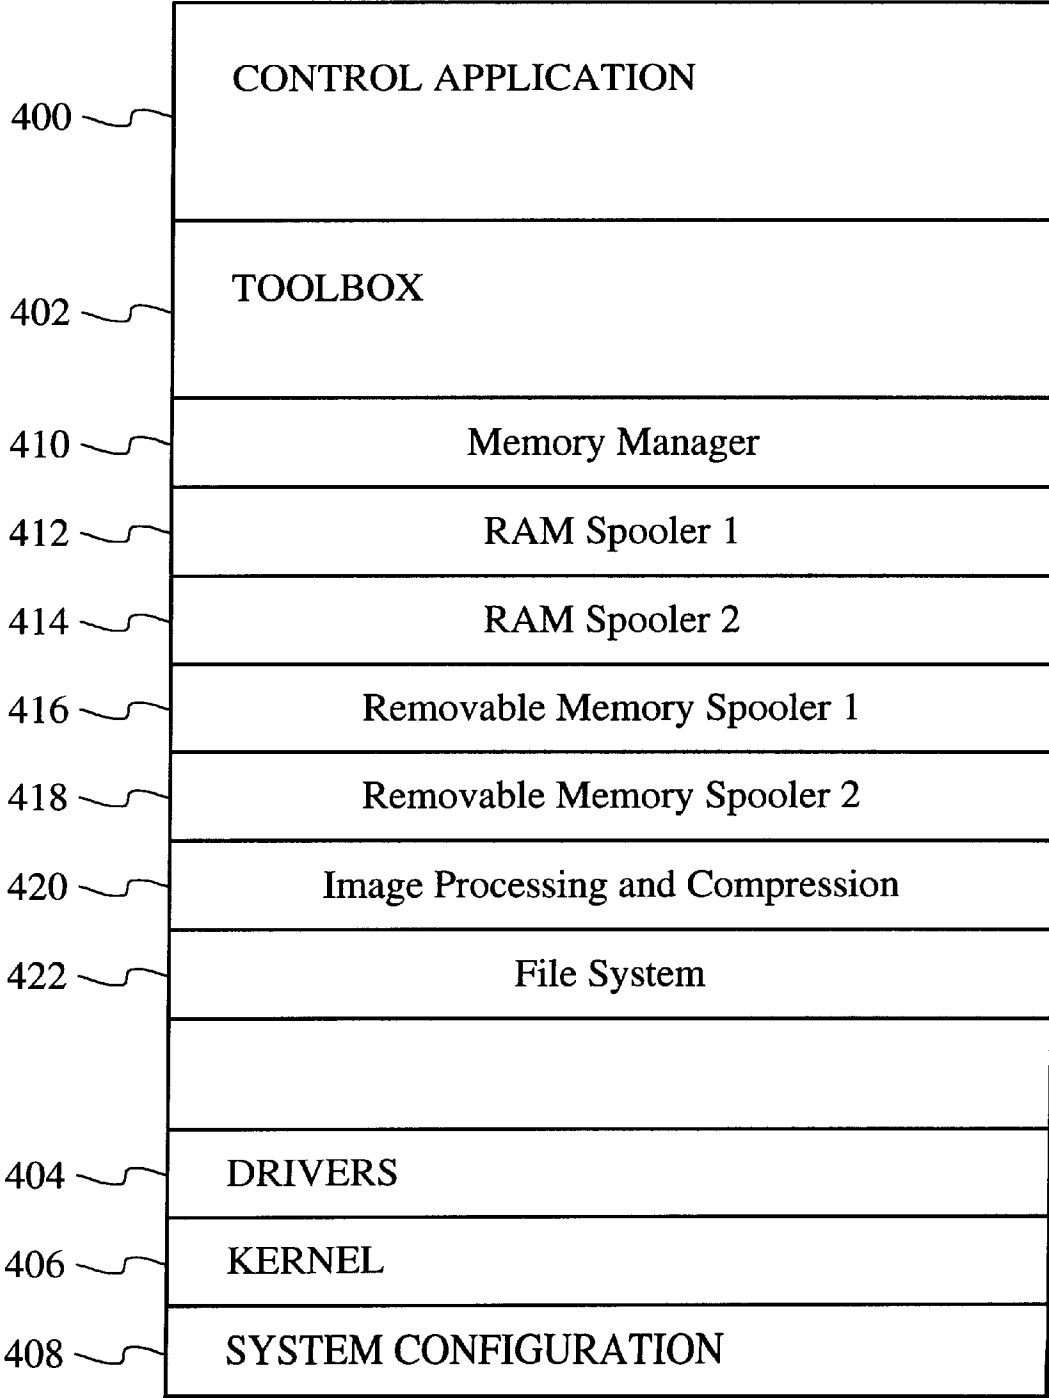 CONTROL APPLICATION
400
TOOLBOX
402
410 Memory Manager
412 RAM Spooler 1
414 RAM Spooler 2
416 Removable Memory Spooler 1
418 Removable Memory Spooler 2
420 Image Processing and Compression
422 File System
404 DRIVERS
406 KERNEL
408 SYSTEM CONFIGURATION